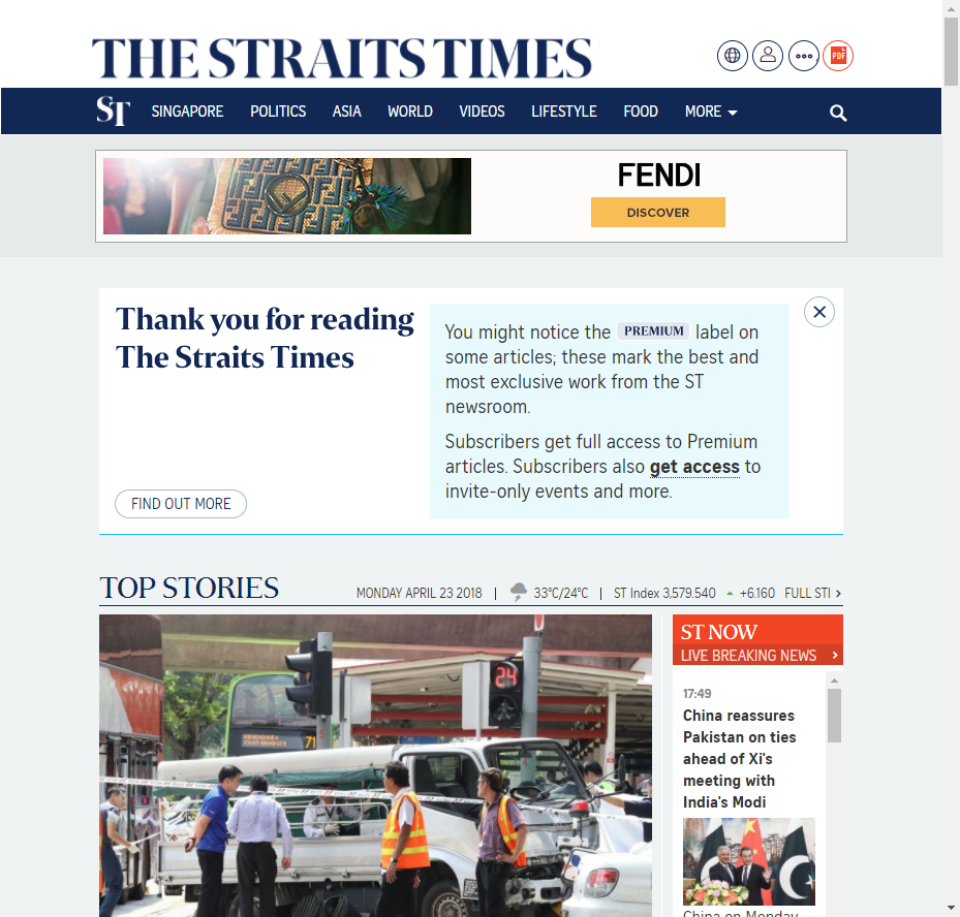 THE STRAITS TIMES
PDF
ST SINGAPORE POLITICS ASIA WORLD VIDEOS LIFESTYLE FOOD MORE
FENDI
DISCOVER
Thank you for reading
The Straits Times
FIND OUT MORE
You might notice the PREMIUM label on
some articles; these mark the best and
most exclusive work from the ST
newsroom.
Subscribers get full access to Premium
articles. Subscribers also get access to
invite-only events and more.
TOP STORIES
MONDAY APRIL 23 2018 | 33°C/24°C | ST Index 3,579.540 +6.160 FULL STI >
24
71
ST NOW
LIVE BREAKING NEWS >
17:49
China reassures
Pakistan on ties
ahead of Xi's
meeting with
India's Modi
China on Monday